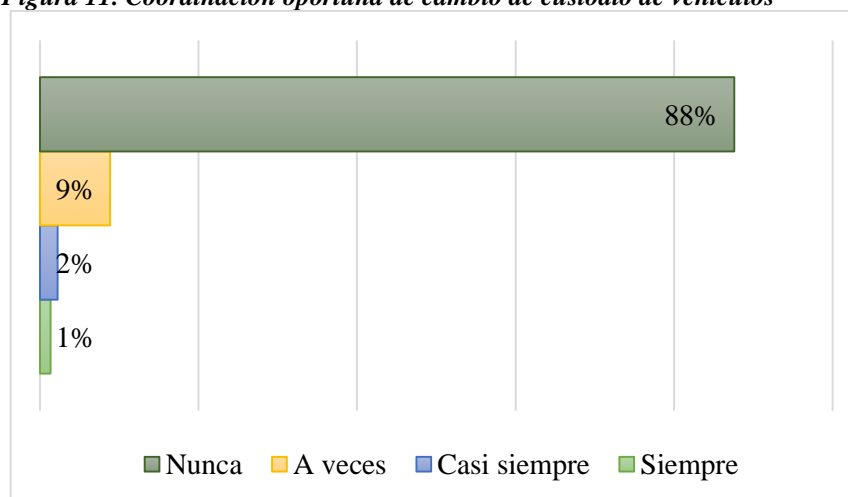 Figura 11. Coordinación oportuna de cambio de custodio de vehículos
88%
9%
2%
1%
Nunca A veces Casi siempre Siempre